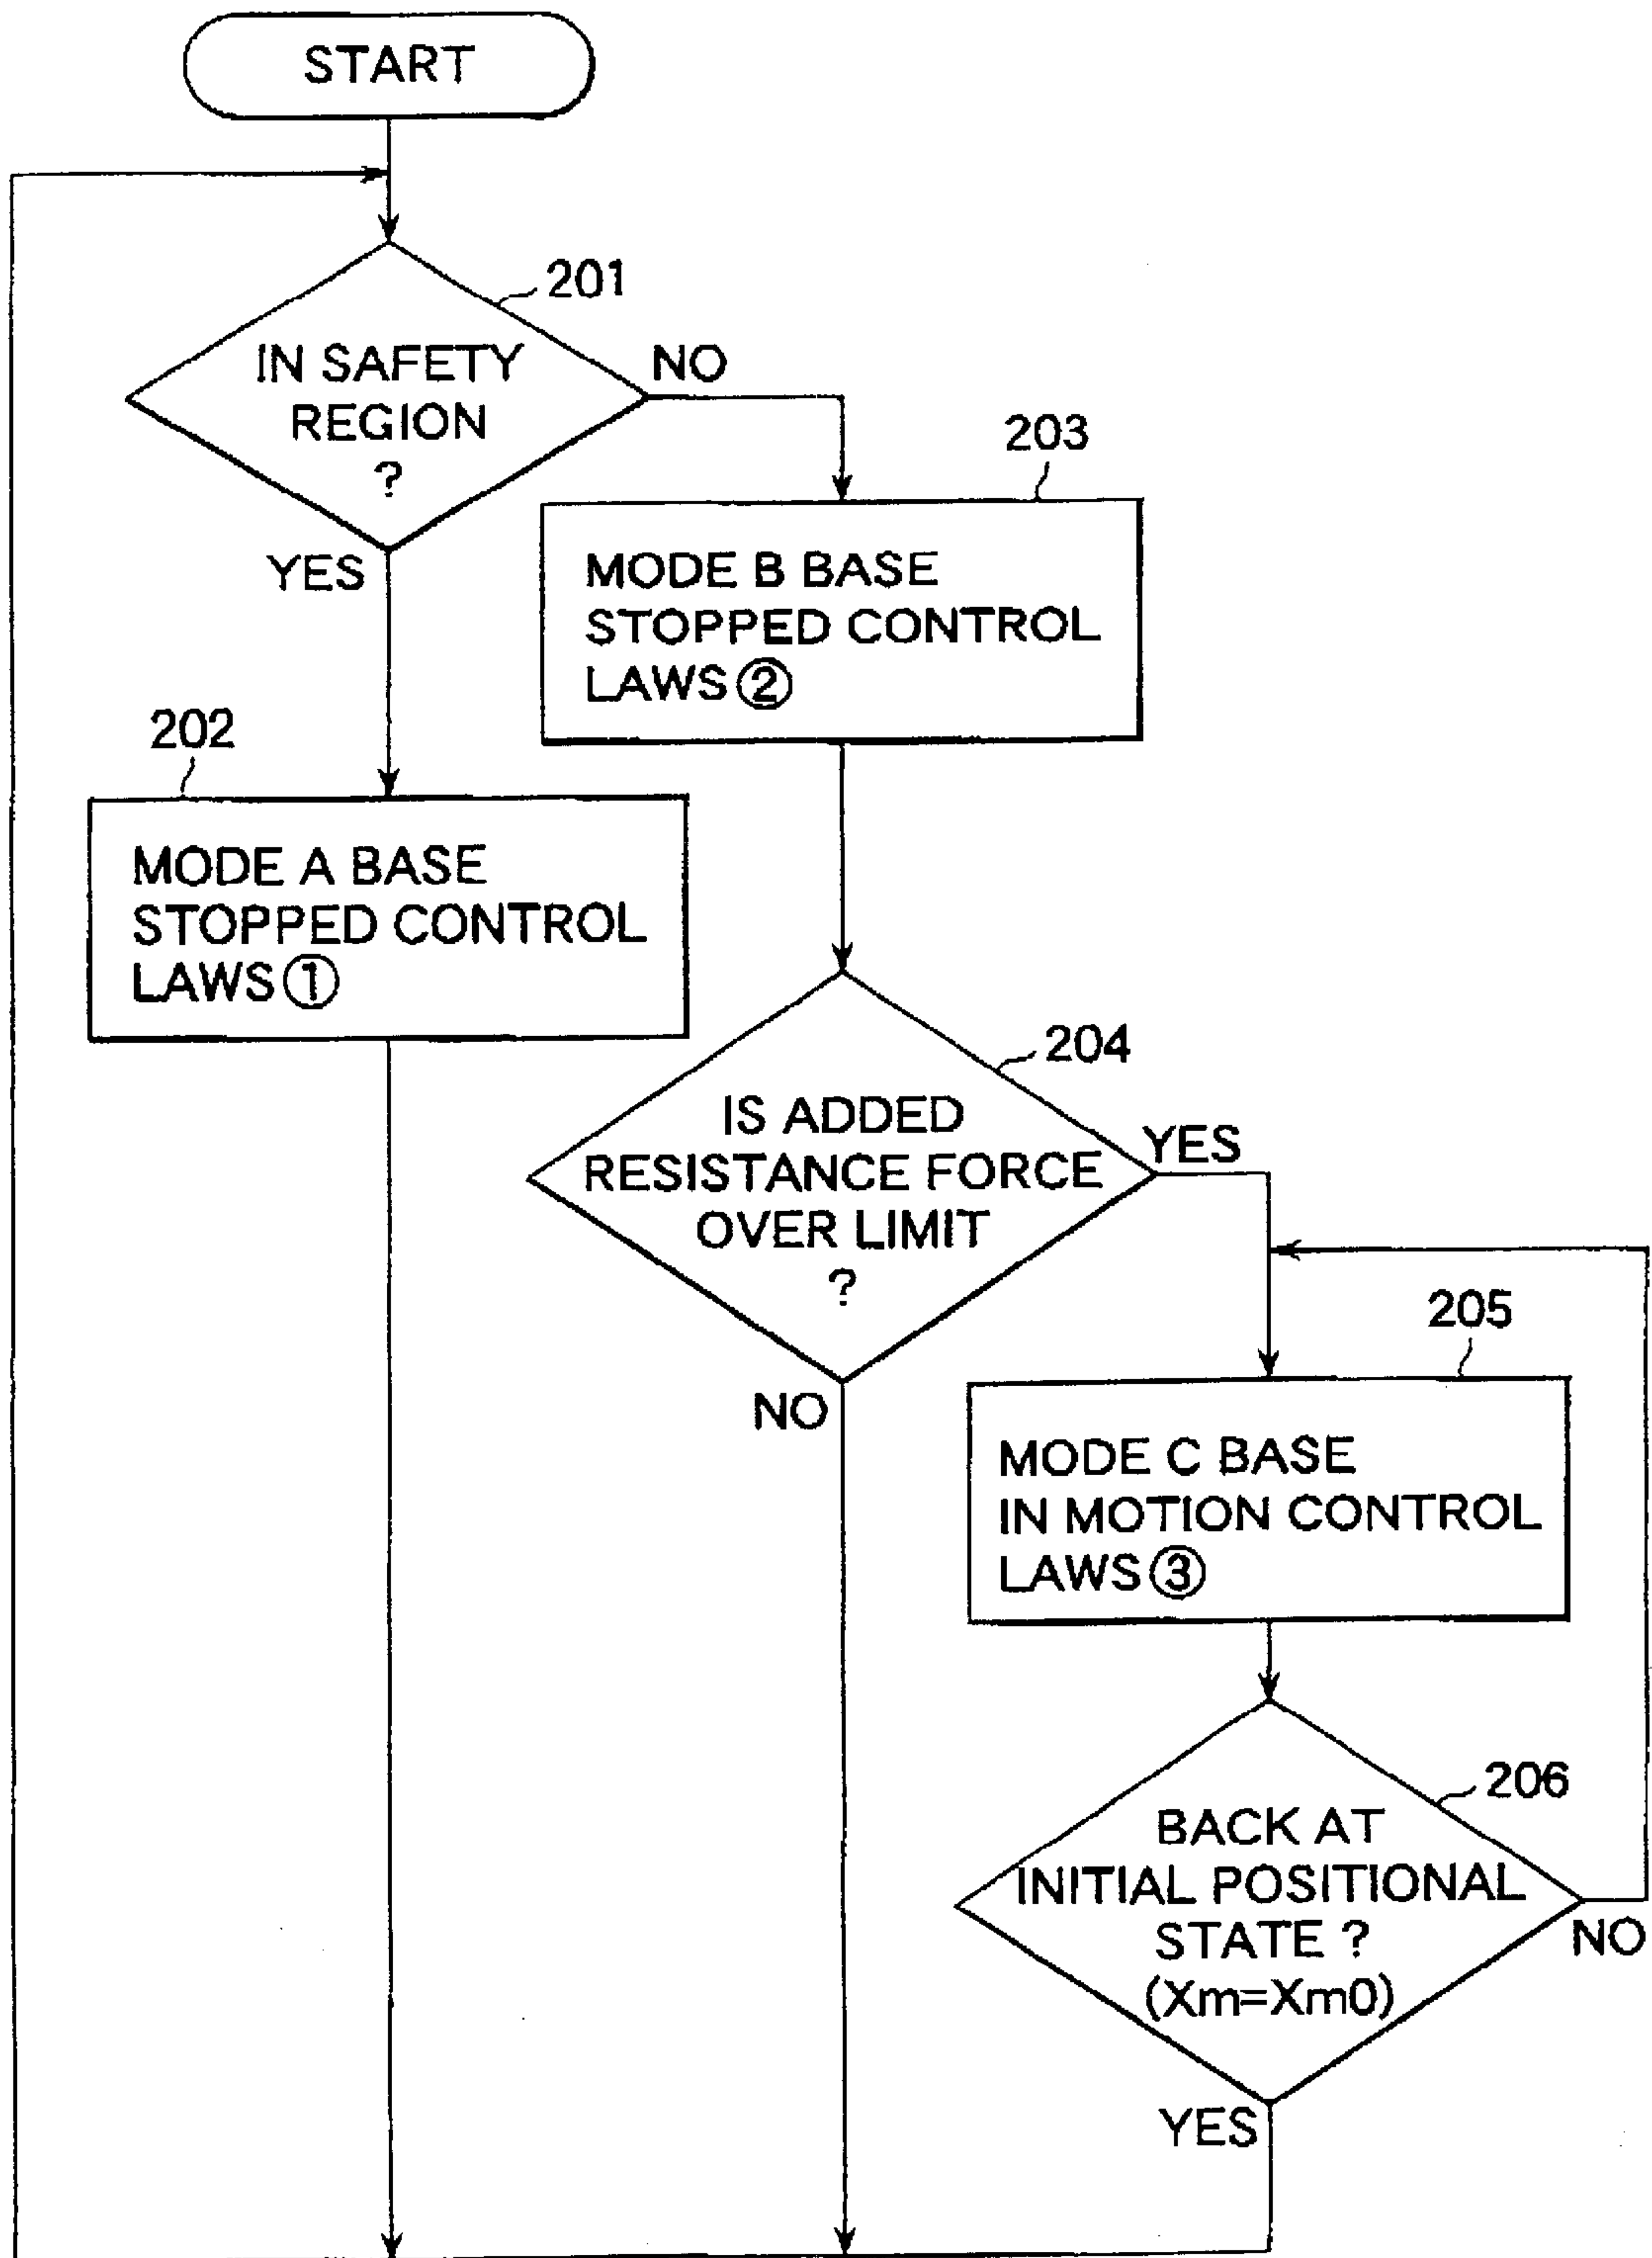 START
201
IN SAFETY
REGION
?
NO
YES
203
MODE B BASE
STOPPED CONTROL
LAWS ②
202
MODE A BASE
STOPPED CONTROL
LAWS ①
204
IS ADDED
RESISTANCE FORCE
OVER LIMIT
?
YES
NO
205
MODE C BASE
IN MOTION CONTROL
LAWS ③
206
BACK AT
INITIAL POSITIONAL
STATE ?
(Xm=Xm0)
NO
YES